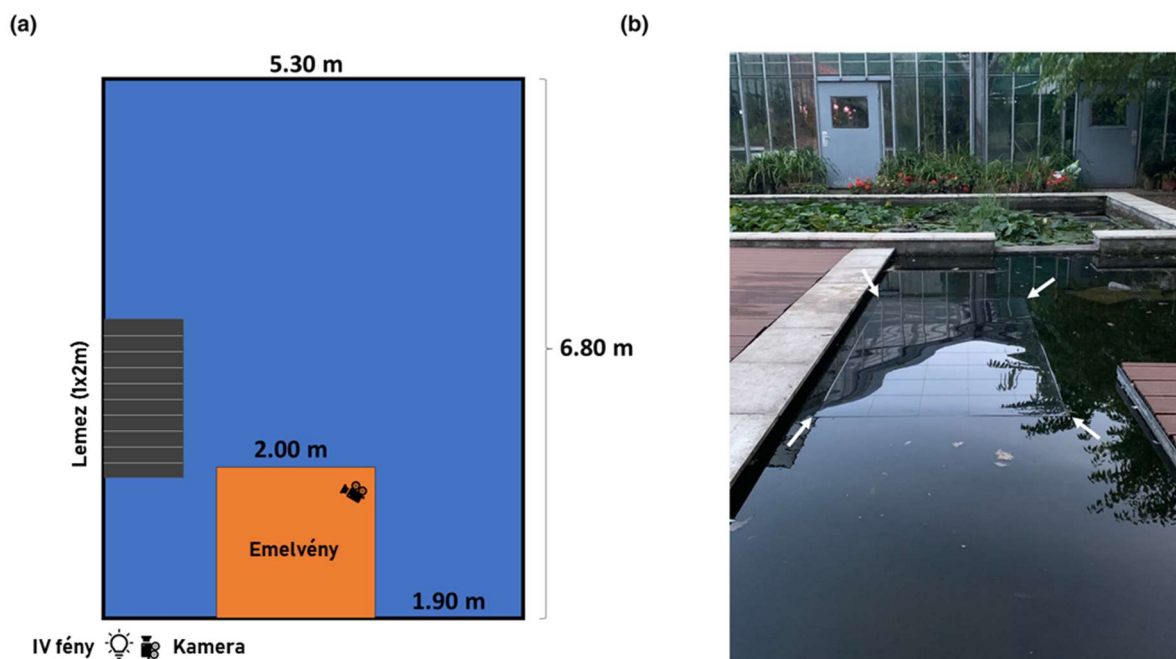 (a)
(b)
5.30 m
6.80 m
Lemez (1x2m)
2.00 m
Emelvény
1.90 m
IV fény Kamera